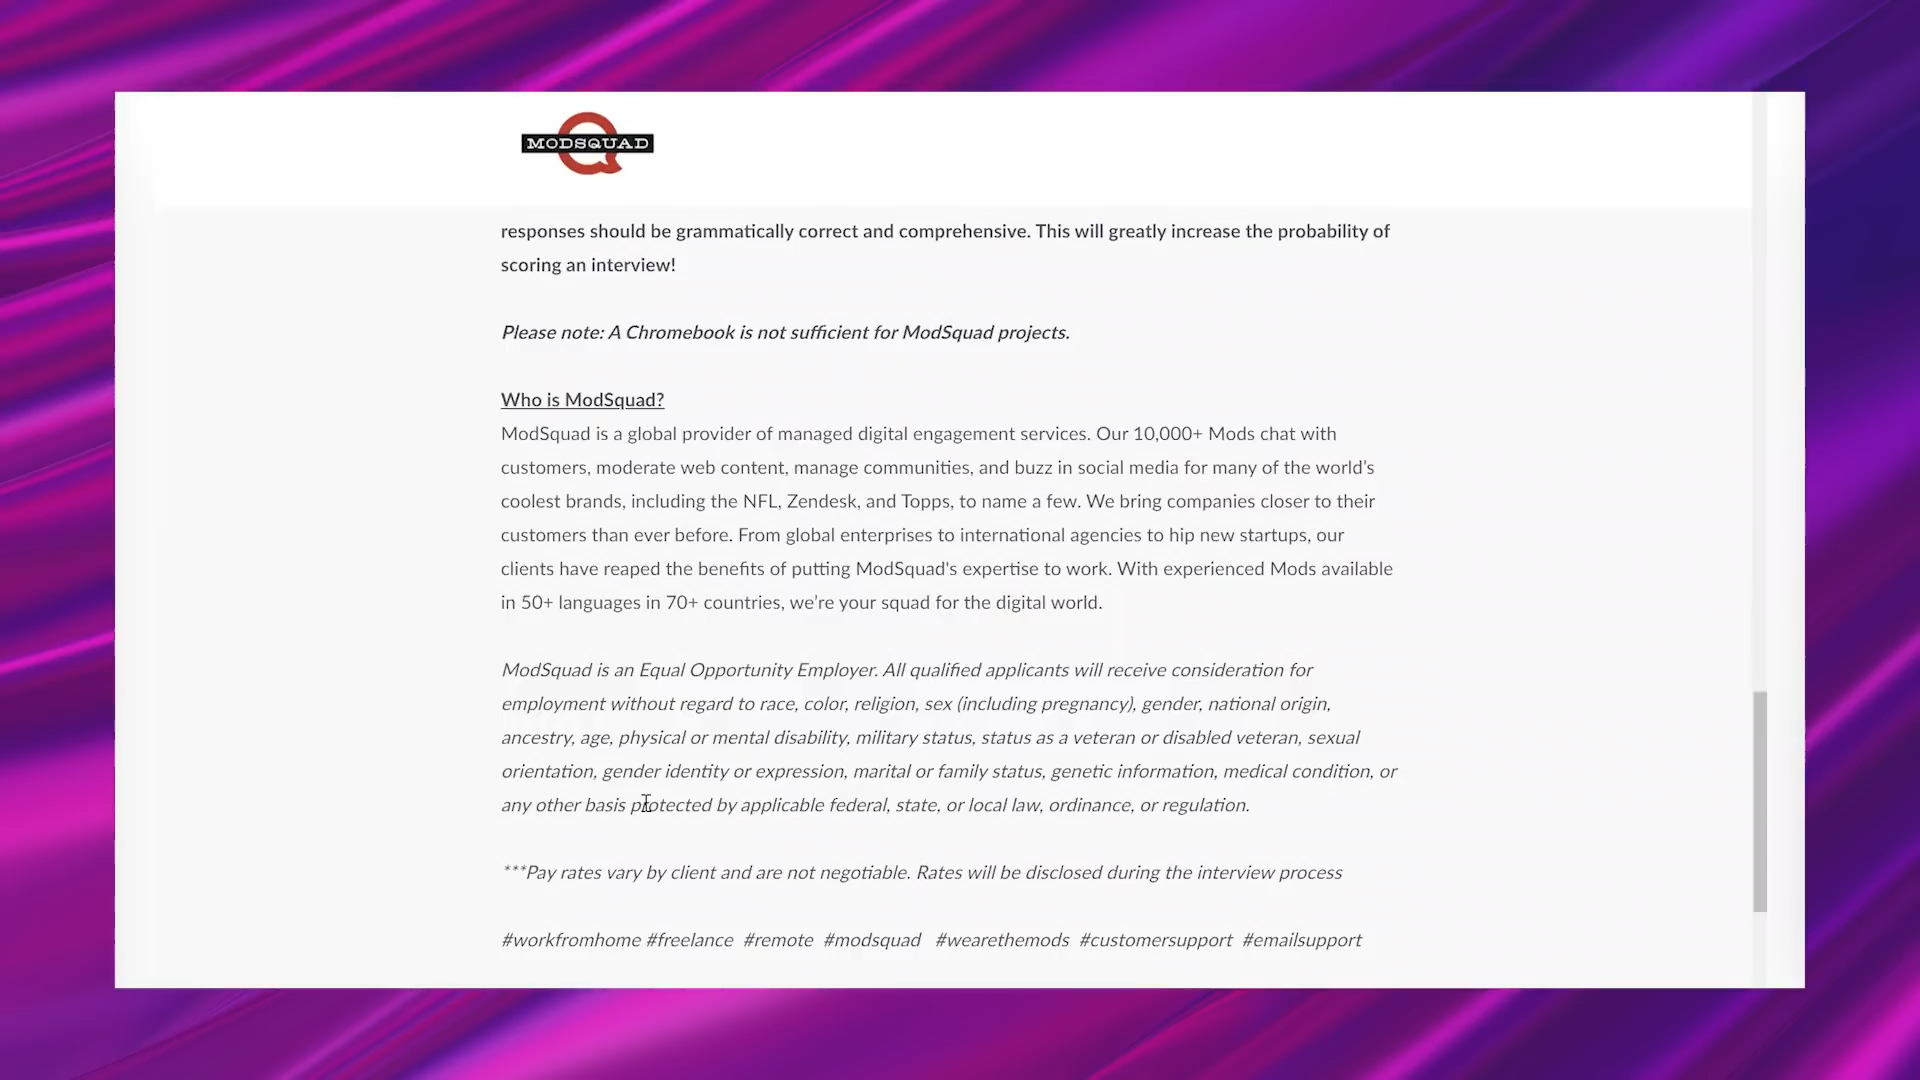 MODSQUAD
responses should be grammatically correct and comprehensive. This will greatly increase the probability of
scoring an interview!
Please note: A Chromebook is not sufficient for ModSquad projects.
Who is ModSquad?
ModSquad is a global provider of managed digital engagement services. Our 10,000+ Mods chat with
customers, moderate web content, manage communities, and buzz in social media for many of the world’s
coolest brands, including the NFL, Zendesk, and Topps, to name a few. We bring companies closer to their
customers than ever before. From global enterprises to international agencies to hip new startups, our
clients have reaped the benefits of putting ModSquad's expertise to work. With experienced Mods available
in 50+ languages in 70+ countries, we’re your squad for the digital world.
ModSquad is an Equal Opportunity Employer. All qualified applicants will receive consideration for
employment without regard to race, color, religion, sex (including pregnancy), gender, national origin,
ancestry, age, physical or mental disability, military status, status as a veteran or disabled veteran, sexual
orientation, gender identity or expression, marital or family status, genetic information, medical condition, or
any other basis protected by applicable federal, state, or local law, ordinance, or regulation.
***Pay rates vary by client and are not negotiable. Rates will be disclosed during the interview process
#workfromhome #freelance #remote #modsquad #wearethemods #customersupport #emailsupport